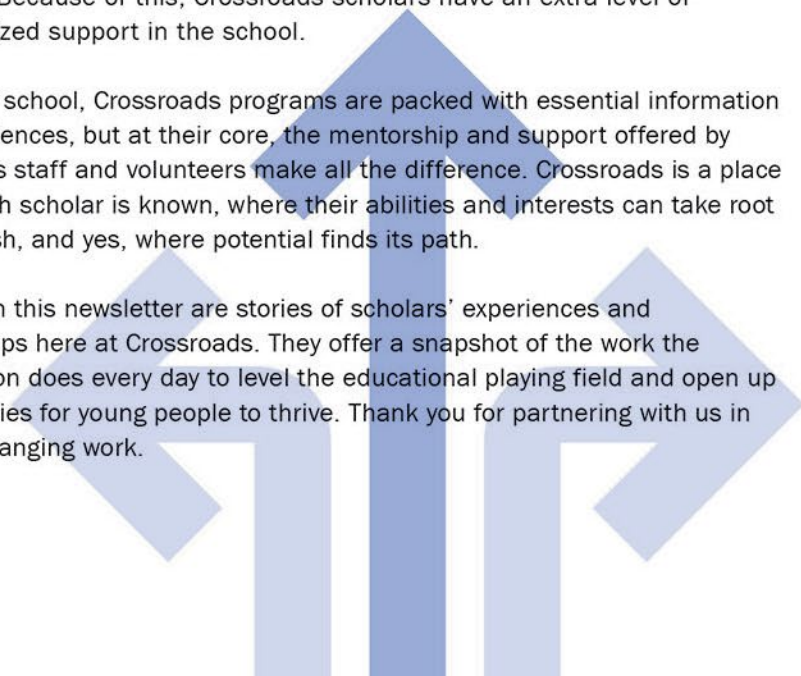 Because of this, Crossroads scholars have an extra level of
zed support in the school.
school, Crossroads programs are packed with essential information
ences, but at their core, the mentorship and support offered by
s staff and volunteers make all the difference. Crossroads is a place
h scholar is known, where their abilities and interests can take root
sh, and yes, where potential finds its path.
n this newsletter are stories of scholars’ experiences and
ps here at Crossroads. They offer a snapshot of the work the
on does every day to level the educational playing field and open up
ies for young people to thrive. Thank you for partnering with us in
anging work.